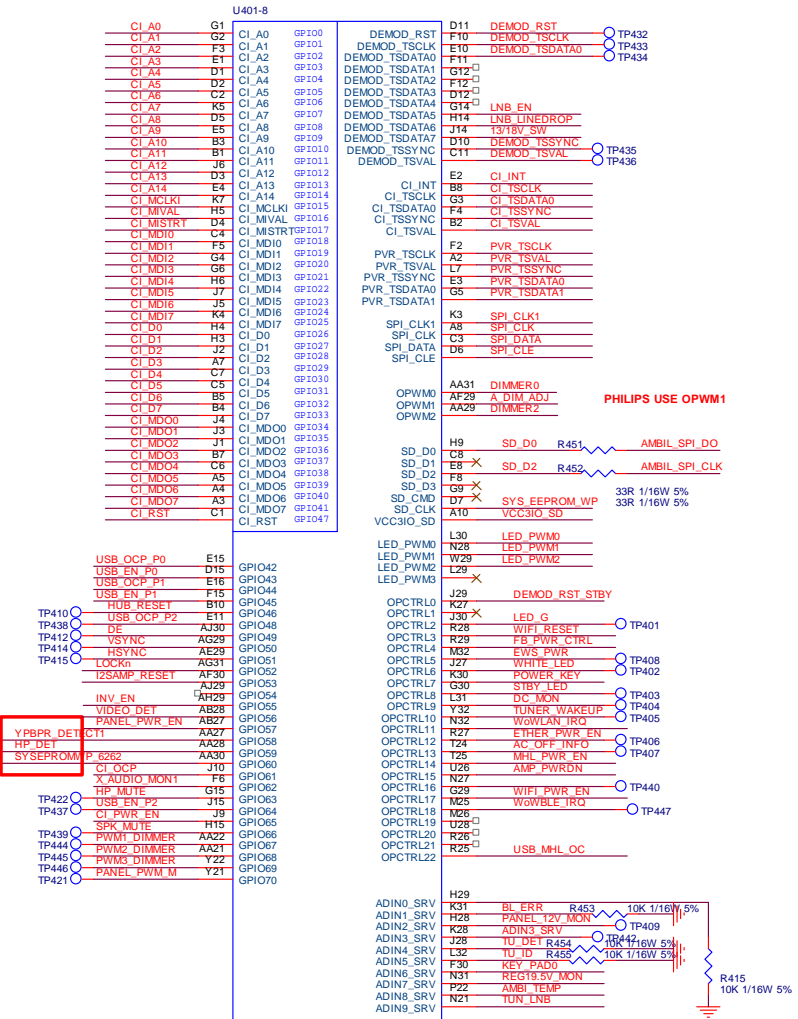 U401-8
CI_A0 G1 CI_A0 GPIO0
CI_A1 G2 CI_A1 GPIO1
CI_A2 F3 CI_A2 GPIO2
CI_A3 E1 CI_A3 GPIO3
CI_A4 D1 CI_A4 GPIO4
CI_A5 D2 CI_A5 GPIO5
CI_A6 C2 CI_A6 GPIO6
CI_A7 K5 CI_A7 GPIO7
CI_A8 D5 CI_A8 GPIO8
CI_A9 E5 CI_A9 GPIO9
CI_A10 B3 CI_A10 GPIO10
CI_A11 B1 CI_A11 GPIO11
CI_A12 J6 CI_A12 GPIO12
CI_A13 D3 CI_A13 GPIO13
CI_A14 E4 CI_A14 GPIO14
CI_MCLKI K7 CI_MCLKI GPIO15
CI_MIVAL H5 CI_MIVAL GPIO16
CI_MISTRT D4 CI_MISTRT GPIO17
CI_MDI0 C4 CI_MDI0 GPIO18
CI_MDI1 F5 CI_MDI1 GPIO19
CI_MDI2 G4 CI_MDI2 GPIO20
CI_MDI3 G6 CI_MDI3 GPIO21
CI_MDI4 H6 CI_MDI4 GPIO22
CI_MDI5 J7 CI_MDI5 GPIO23
CI_MDI6 J5 CI_MDI6 GPIO24
CI_MDI7 K4 CI_MDI7 GPIO25
CI_D0 H4 CI_D0 GPIO26
CI_D1 H3 CI_D1 GPIO27
CI_D2 J2 CI_D2 GPIO28
CI_D3 A7 CI_D3 GPIO29
CI_D4 C7 CI_D4 GPIO30
CI_D5 C5 CI_D5 GPIO31
CI_D6 B5 CI_D6 GPIO32
CI_D7 B4 CI_D7 GPIO33
CI_MDO0 J4 CI_MDO0 GPIO34
CI_MDO1 J3 CI_MDO1 GPIO35
CI_MDO2 J1 CI_MDO2 GPIO36
CI_MDO3 B7 CI_MDO3 GPIO37
CI_MDO4 C6 CI_MDO4 GPIO38
CI_MDO5 A5 CI_MDO5 GPIO39
CI_MDO6 A4 CI_MDO6 GPIO40
CI_MDO7 A3 CI_MDO7 GPIO41
CI_RST C1 CI_RST GPIO47
USB_OCP_P0 E15 GPIO42
USB_EN_P0 D15 GPIO43
USB_OCP_P1 E16 GPIO44
USB_EN_P1 F15 GPIO45
TP410 HUB_RESET B10 GPIO46
TP438 USB_OCP_P2 E11 GPIO48
TP412 DE AJ30 GPIO49
TP414 VSYNC AG29 GPIO50
TP415 HSYNC AE29 GPIO51
LOCKn AG31 GPIO52
I2SAMP_RESET AF30 GPIO53
AJ29 GPIO54
INV_EN AH29 GPIO55
VIDEO_DET AB28 GPIO56
PANEL_PWR_EN AB27 GPIO57
YPBPR_DETECT1 AA27 GPIO58
HP_DET AA28 GPIO59
SYSEPROMWP_6262 AA30 GPIO60
CI_OCP J10 GPIO61
X_AUDIO_MON1 F6 GPIO62
TP422 HP_MUTE G15 GPIO63
TP437 USB_EN_P2 J15 GPIO64
CI_PWR_EN J9 GPIO65
TP439 SPK_MUTE H15 GPIO66
TP444 PWM1_DIMMER AA22 GPIO67
TP445 PWM2_DIMMER AA21 GPIO68
TP446 PWM3_DIMMER Y22 GPIO69
TP421 PANEL_PWM_M Y21 GPIO70
DEMOD_RST D11 DEMOD_RST TP432
DEMOD_TSCLK F10 DEMOD_TSCLK TP433
DEMOD_TSDATA0 E10 DEMOD_TSDATA0 TP434
DEMOD_TSDATA1 F11
DEMOD_TSDATA2 G12
DEMOD_TSDATA3 F12
DEMOD_TSDATA4 D12
DEMOD_TSDATA5 G14 LNB_EN
DEMOD_TSDATA6 H14 LNB_LINEDROP
DEMOD_TSDATA7 J14 13/18V_SW
DEMOD_TSSYNC D10 DEMOD_TSSYNC TP435
DEMOD_TSVAL C11 DEMOD_TSVAL TP436
CI_INT E2 CI_INT
CI_TSCLK B8 CI_TSCLK
CI_TSDATA0 G3 CI_TSDATA0
CI_TSSYNC F4 CI_TSSYNC
CI_TSVAL B2 CI_TSVAL
PVR_TSCLK F2 PVR_TSCLK
PVR_TSVAL A2 PVR_TSVAL
PVR_TSSYNC L7 PVR_TSSYNC
PVR_TSDATA0 E3 PVR_TSDATA0
PVR_TSDATA1 G5 PVR_TSDATA1
SPI_CLK1 K3 SPI_CLK1
SPI_CLK A8 SPI_CLK
SPI_DATA C3 SPI_DATA
SPI_CLE D6 SPI_CLE
OPWM0 AA31 DIMMER0
OPWM1 AF29 A_DIM_ADJ PHILIPS USE OPWM1
OPWM2 AA29 DIMMER2
SD_D0 H9 SD_D0 R451 AMBIL_SPI_DO
SD_D1 C8
SD_D2 E8 SD_D2 R452 AMBIL_SPI_CLK
SD_D3 F8
SD_CMD G9 33R 1/16W 5%
SD_CLK D7 SYS_EEPROM_WP 33R 1/16W 5%
VCC3IO_SD A10 VCC3IO_SD
LED_PWM0 L30 LED_PWM0
LED_PWM1 N28 LED_PWM1
LED_PWM2 W29 LED_PWM2
LED_PWM3 L29
OPCTRL0 J29 DEMOD_RST_STBY
OPCTRL1 K27
OPCTRL2 J30 LED_G TP401
OPCTRL3 R28 WIFI_RESET
OPCTRL4 R29 FB_PWR_CTRL
OPCTRL5 M32 EWS_PWR TP408
OPCTRL6 J27 WHITE_LED TP402
OPCTRL7 K30 POWER_KEY
OPCTRL8 G30 STBY_LED TP403
OPCTRL9 L31 DC_MON TP404
OPCTRL10 Y32 TUNER_WAKEUP TP405
OPCTRL11 N32 WoWLAN_IRQ
OPCTRL12 R27 ETHER_PWR_EN TP406
OPCTRL13 T24 AC_OFF_INFO TP407
OPCTRL14 T25 MHL_PWR_EN
OPCTRL15 U26 AMP_PWRDN
OPCTRL16 N27 TP440
OPCTRL17 G29 WIFI_PWR_EN
OPCTRL18 M25 WoWBLE_IRQ TP447
OPCTRL19 M26
OPCTRL20 U28
OPCTRL21 R26
OPCTRL22 R25 USB_MHL_OC
ADIN0_SRV H29
ADIN1_SRV K31 BL_ERR R453 10K 1/16W 5%
ADIN2_SRV H28 PANEL_12V_MON TP409
ADIN3_SRV K28 ADIN3_SRV TP442
ADIN4_SRV J28 TU_DET R454 10K 1/16W 5%
ADIN5_SRV L32 TU_ID R455 10K 1/16W 5%
ADIN6_SRV F30 KEY_PAD0
ADIN7_SRV N31 REG19.5V_MON
ADIN8_SRV P22 AMBI_TEMP
ADIN9_SRV N21 TUN_LNB
R415
10K 1/16W 5%